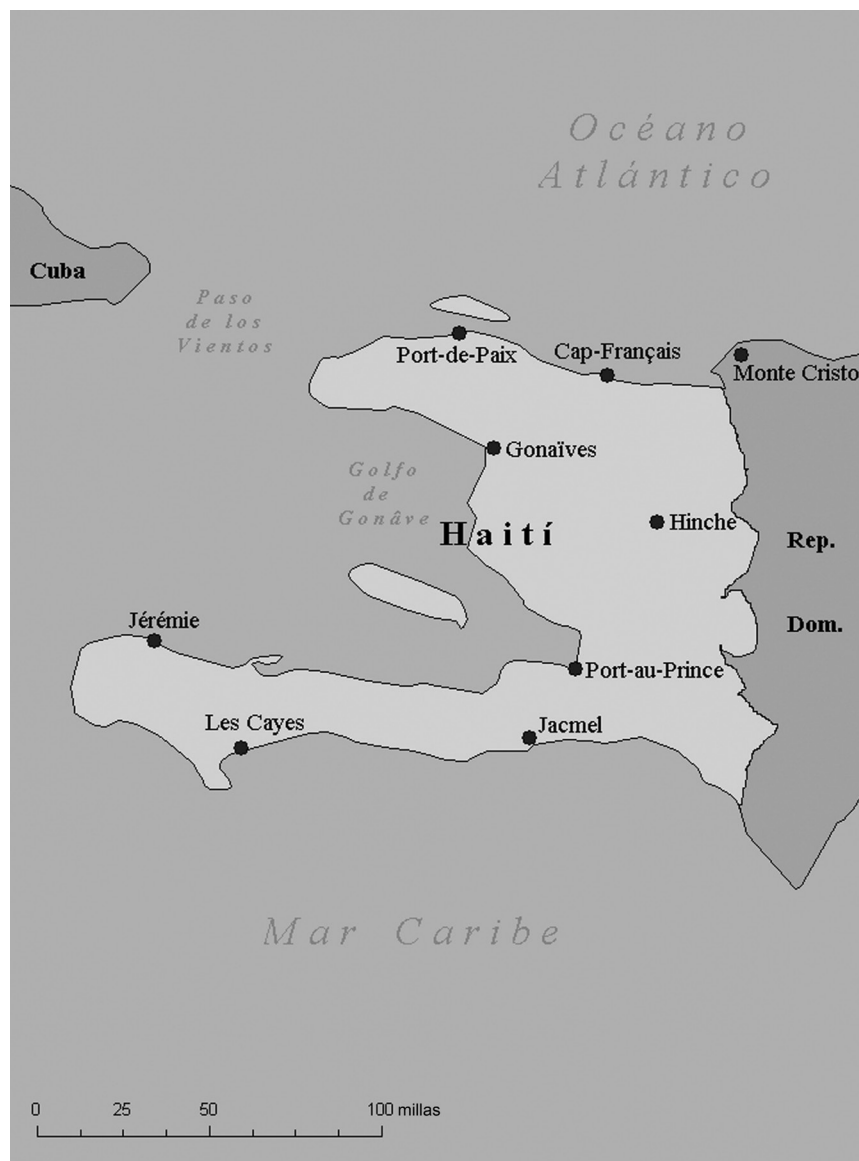 Océano
Atlántico
Cuba
Paso
de los
Vientos
Port-de-Paix
Cap-Français
Monte Cristo
Gonaïves
Golfo
de
Gonâve
Haití
Hinche
Rep.
Dom.
Jérémie
Port-au-Prince
Les Cayes
Jacmel
Mar Caribe
0 25 50 100 millas